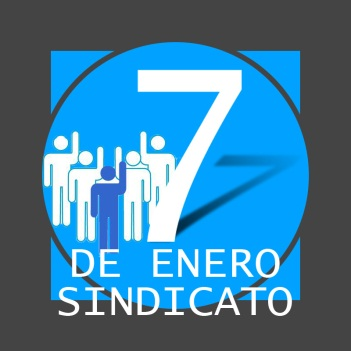 7
DE ENERO
SINDICATO